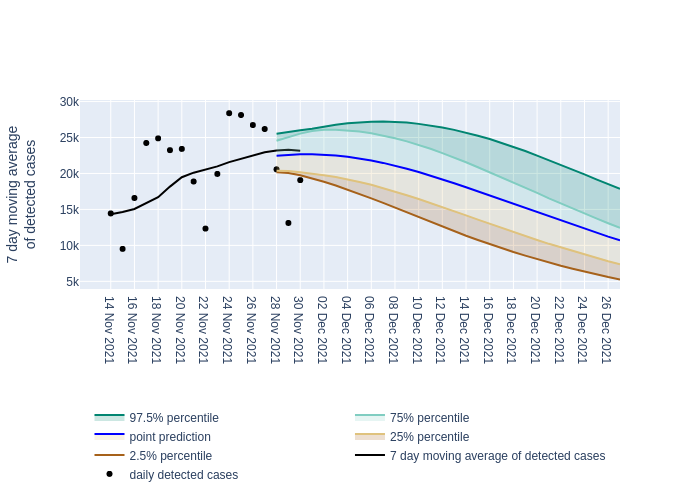 30k
25k
20k
15k
10k
5k
7 day moving average
of detected cases
14 Nov 2021
16 Nov 2021
18 Nov 2021
20 Nov 2021
22 Nov 2021
24 Nov 2021
26 Nov 2021
28 Nov 2021
30 Nov 2021
02 Dec 2021
04 Dec 2021
06 Dec 2021
08 Dec 2021
10 Dec 2021
12 Dec 2021
14 Dec 2021
16 Dec 2021
18 Dec 2021
20 Dec 2021
22 Dec 2021
24 Dec 2021
26 Dec 2021
97.5% percentile
75% percentile
point prediction
25% percentile
2.5% percentile
7 day moving average of detected cases
daily detected cases